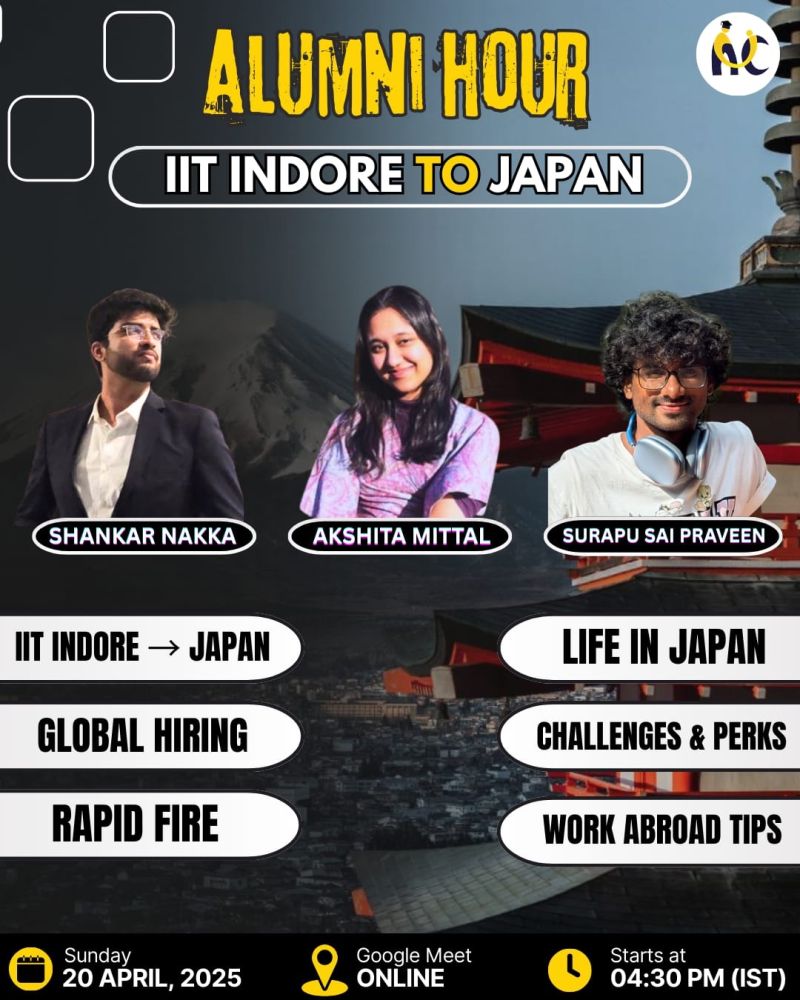 ALUMNI HOUR
IIT INDORE TO JAPAN
SHANKAR NAKKA
AKSHITA MITTAL
SURAPU SAI PRAVEEN
IIT INDORE → JAPAN
LIFE IN JAPAN
GLOBAL HIRING
CHALLENGES & PERKS
RAPID FIRE
WORK ABROAD TIPS
Sunday
20 APRIL, 2025
Google Meet
ONLINE
Starts at
04:30 PM (IST)